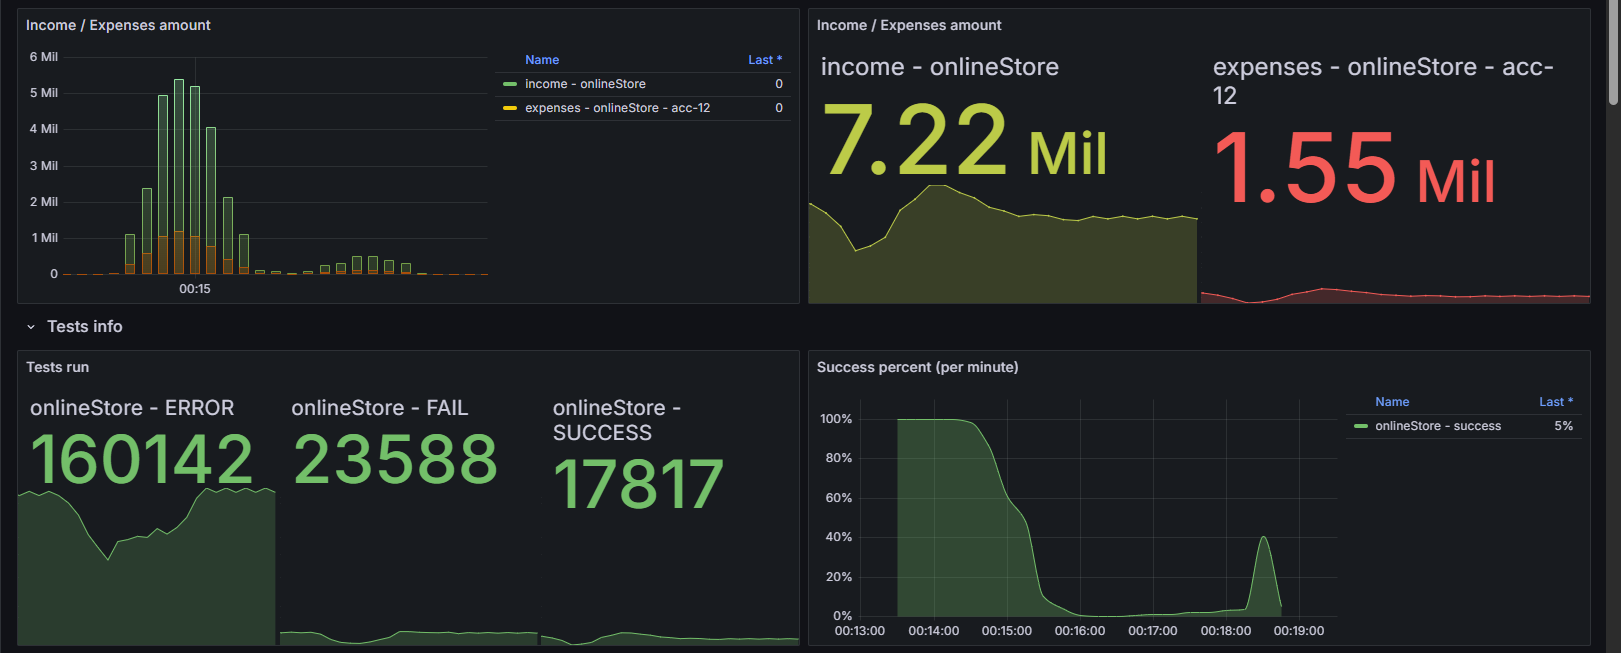 Income / Expenses amount
6 Mil
5 Mil
4 Mil
3 Mil
2 Mil
1 Mil
0
00:15
Name Last *
income - onlineStore 0
expenses - onlineStore - acc-12 0
Income / Expenses amount
income - onlineStore
7.22 Mil
expenses - onlineStore - acc-
12
1.55 Mil
Tests info
Tests run
onlineStore - ERROR
160142
onlineStore - FAIL
23588
onlineStore -
SUCCESS
17817
Success percent (per minute)
100%
80%
60%
40%
20%
0%
00:13:00 00:14:00 00:15:00 00:16:00 00:17:00 00:18:00 00:19:00
Name Last *
onlineStore - success 5%